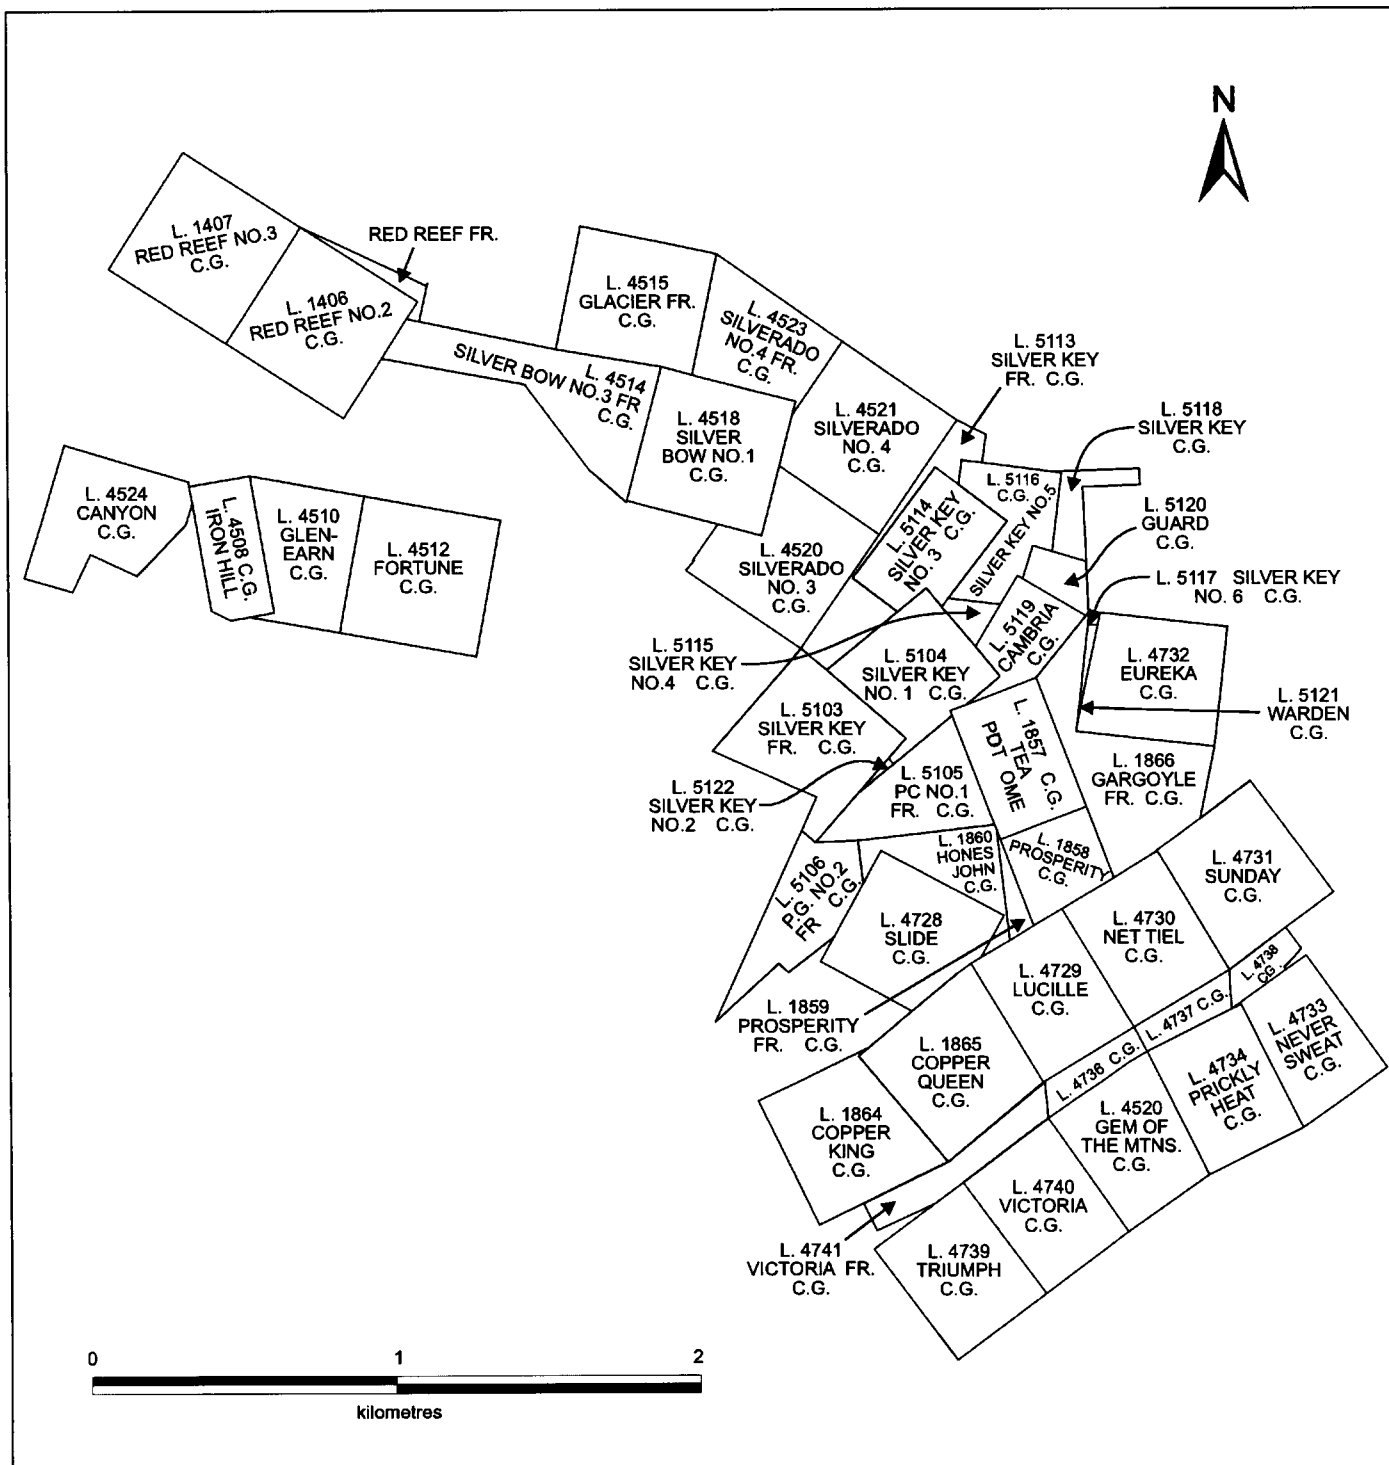 N
L. 1407
RED REEF NO.3
C.G.
RED REEF FR.
L. 1406
RED REEF NO.2
C.G.
L. 4515
GLACIER FR.
C.G.
L. 4523
SILVERADO
NO.4 FR.
C.G.
L. 4514
SILVER BOW NO.3 FR
C.G.
L. 4518
SILVER
BOW NO.1
C.G.
L. 4521
SILVERADO
NO. 4
C.G.
L. 5113
SILVER KEY
FR. C.G.
L. 5118
SILVER KEY
C.G.
L. 5116
C.G.
SILVER KEY NO.5
L. 5120
GUARD
C.G.
L. 5114
SILVER KEY
NO. 3 C.G.
L. 5117 SILVER KEY
NO. 6 C.G.
L. 4524
CANYON
C.G.
L. 4508 C.G.
IRON HILL
L. 4510
GLEN-
EARN
C.G.
L. 4512
FORTUNE
C.G.
L. 4520
SILVERADO
NO. 3
C.G.
L. 5119
CAMBRIA
C.G.
L. 5115
SILVER KEY
NO.4 C.G.
L. 5104
SILVER KEY
NO. 1 C.G.
L. 4732
EUREKA
C.G.
L. 5121
WARDEN
C.G.
L. 5103
SILVER KEY
FR. C.G.
L. 1857 C.G.
TEA
PDT OME
L. 5122
SILVER KEY
NO.2 C.G.
L. 5105
PC NO.1
FR. C.G.
L. 1866
GARGOYLE
FR. C.G.
L. 1860
HONES
JOHN
C.G.
L. 1858
PROSPERITY
C.G.
L. 5106
P.G. NO.2
FR C.G.
L. 4731
SUNDAY
C.G.
L. 4728
SLIDE
C.G.
L. 4730
NET TIEL
C.G.
L. 4729
LUCILLE
C.G.
L. 4738
CG.
L. 1859
PROSPERITY
FR. C.G.
L. 4737 C.G.
L. 4733
NEVER
SWEAT
C.G.
L. 1865
COPPER
QUEEN
C.G.
L. 4736 C.G.
L. 4734
PRICKLY
HEAT
C.G.
L. 1864
COPPER
KING
C.G.
L. 4520
GEM OF
THE MTNS.
C.G.
L. 4740
VICTORIA
C.G.
L. 4741
VICTORIA FR.
C.G.
L. 4739
TRIUMPH
C.G.
0 1 2
kilometres